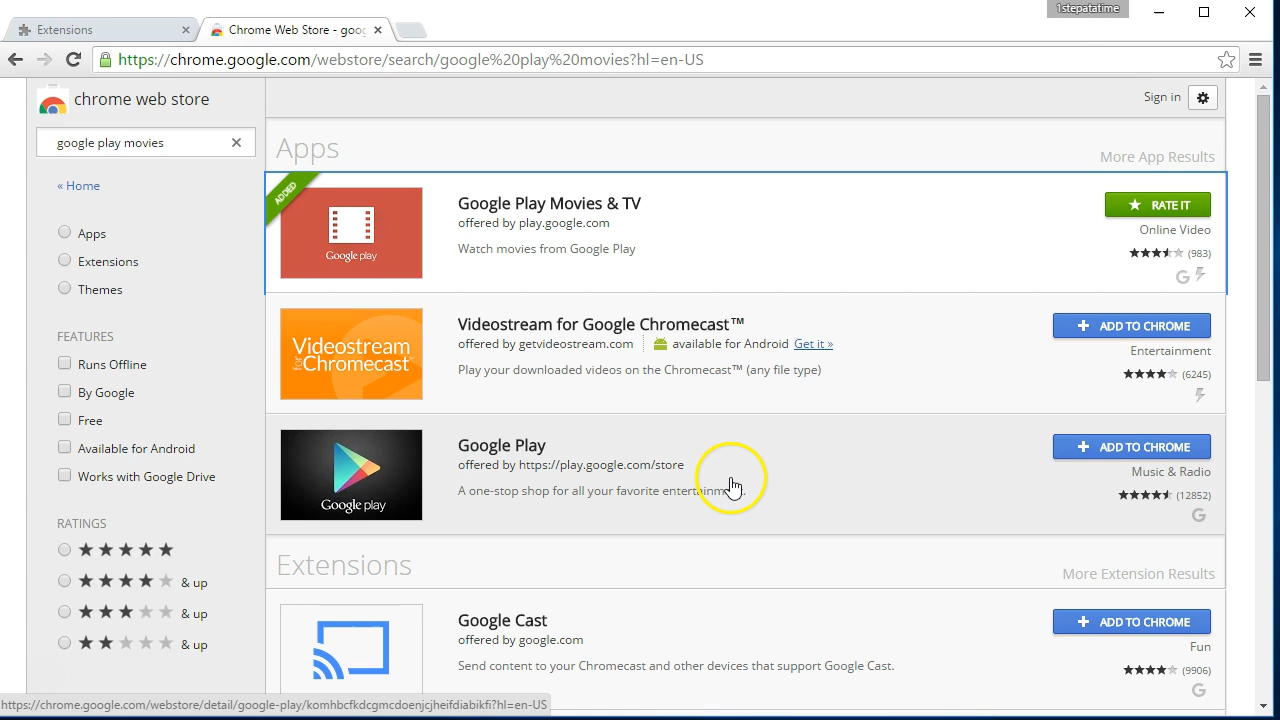 1stepatatime
Extensions
Chrome Web Store - goog
https://chrome.google.com/webstore/search/google%20play%20movies?hl=en-US
chrome web store
Sign in
google play movies
« Home
Apps
Extensions
Themes
FEATURES
Runs Offline
By Google
Free
Available for Android
Works with Google Drive
RATINGS
& up
& up
& up
Apps
More App Results
ADDED
Google play
Google Play Movies & TV
offered by play.google.com
Watch movies from Google Play
RATE IT
Online Video
(983)
Videostream
for Chromecast™
Videostream for Google Chromecast™
offered by getvideostream.com
available for Android Get it »
Play your downloaded videos on the Chromecast™ (any file type)
ADD TO CHROME
Entertainment
(6245)
Google play
Google Play
offered by https://play.google.com/store
A one-stop shop for all your favorite entertainm
ADD TO CHROME
Music & Radio
(12852)
Extensions
More Extension Results
Google Cast
offered by google.com
Send content to your Chromecast and other devices that support Google Cast.
ADD TO CHROME
Fun
(9906)
https://chrome.google.com/webstore/detail/google-play/komhbcfkdcgmcdoenjcjheifdiabikfi?hl=en-US